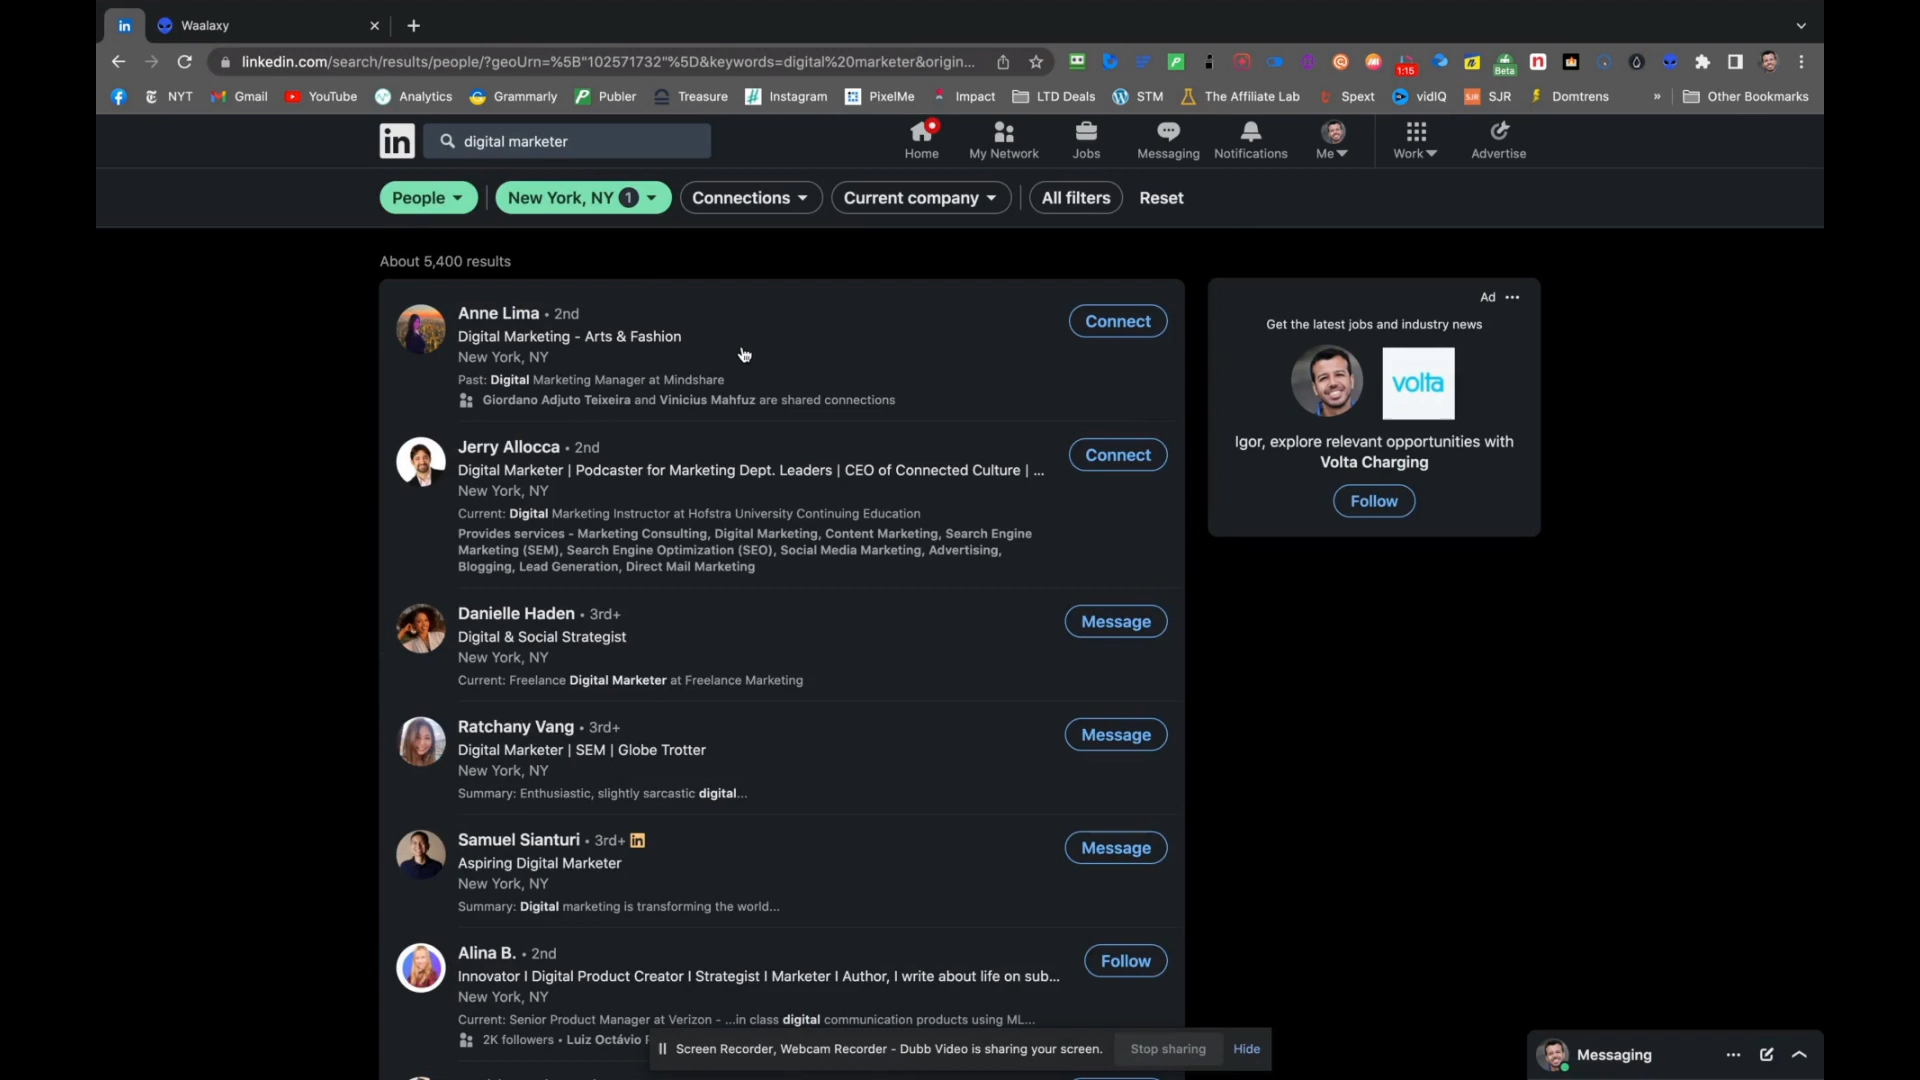 in
Waalaxy
linkedin.com/search/results/people/?geoUrn=%5B"102571732"%5D&keywords=digital%20marketer&origin...
1:15
Beta
NYT
Gmail
YouTube
Analytics
Grammarly
Publer
Treasure
Instagram
PixelMe
Impact
LTD Deals
STM
The Affiliate Lab
Spext
vidIQ
SJR
SJR
Domtrens
»
Other Bookmarks
in
digital marketer
Home
My Network
Jobs
Messaging
Notifications
Me
Work
Advertise
People
New York, NY 1
Connections
Current company
All filters
Reset
About 5,400 results
Anne Lima • 2nd
Connect
Digital Marketing - Arts & Fashion
New York, NY
Past: Digital Marketing Manager at Mindshare
Giordano Adjuto Teixeira and Vinicius Mahfuz are shared connections
Jerry Allocca • 2nd
Connect
Digital Marketer | Podcaster for Marketing Dept. Leaders | CEO of Connected Culture | ...
New York, NY
Current: Digital Marketing Instructor at Hofstra University Continuing Education
Provides services - Marketing Consulting, Digital Marketing, Content Marketing, Search Engine
Marketing (SEM), Search Engine Optimization (SEO), Social Media Marketing, Advertising,
Blogging, Lead Generation, Direct Mail Marketing
Danielle Haden • 3rd+
Message
Digital & Social Strategist
New York, NY
Current: Freelance Digital Marketer at Freelance Marketing
Ratchany Vang • 3rd+
Message
Digital Marketer | SEM | Globe Trotter
New York, NY
Summary: Enthusiastic, slightly sarcastic digital...
Samuel Sianturi • 3rd+ in
Message
Aspiring Digital Marketer
New York, NY
Summary: Digital marketing is transforming the world...
Alina B. • 2nd
Follow
Innovator I Digital Product Creator I Strategist I Marketer I Author, I write about life on sub...
New York, NY
Current: Senior Product Manager at Verizon - ...in class digital communication products using ML...
2K followers • Luiz Octávio
Ad
Get the latest jobs and industry news
volta
Igor, explore relevant opportunities with
Volta Charging
Follow
Screen Recorder, Webcam Recorder - Dubb Video is sharing your screen.
Stop sharing
Hide
Messaging